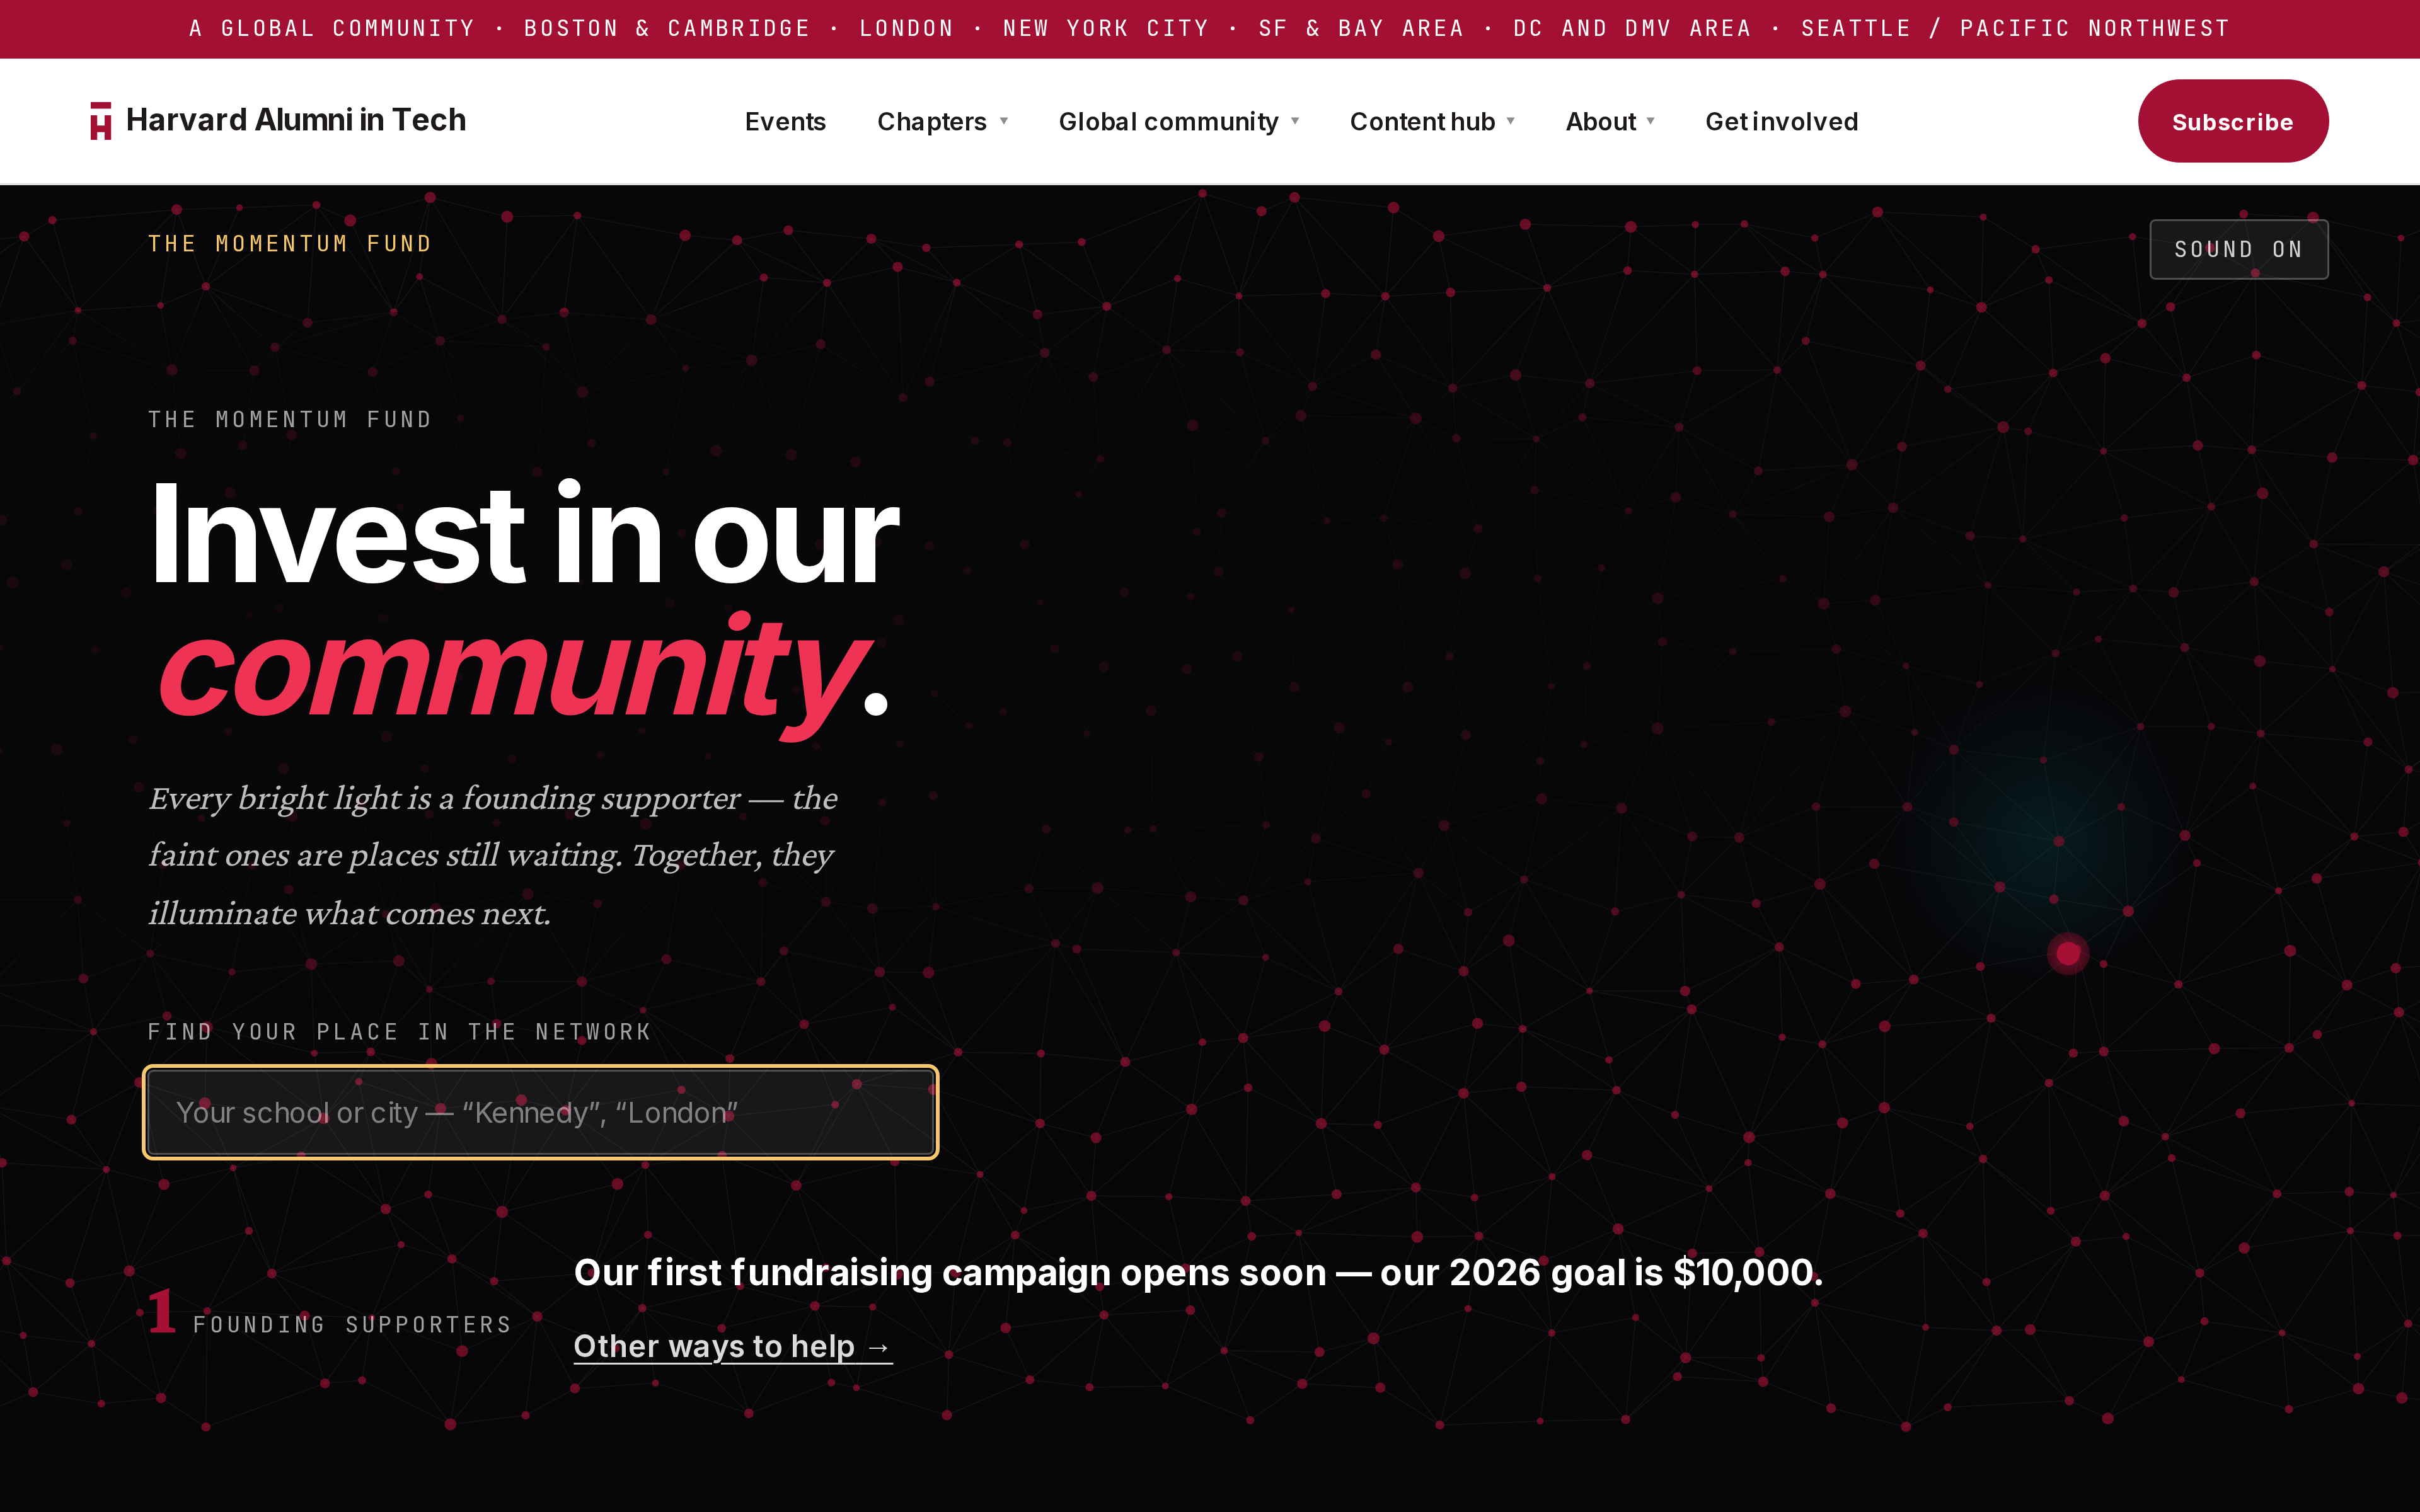 A GLOBAL COMMUNITY · BOSTON & CAMBRIDGE · LONDON · NEW YORK CITY · SF & BAY AREA · DC AND DMV AREA · SEATTLE / PACIFIC NORTHWEST
Harvard Alumni in Tech
Events
Chapters
Global community
Content hub
About
Get involved
Subscribe
THE MOMENTUM FUND
SOUND ON
THE MOMENTUM FUND
Invest in our
community.
Every bright light is a founding supporter — the
faint ones are places still waiting. Together, they
illuminate what comes next.
FIND YOUR PLACE IN THE NETWORK
Your school or city — “Kennedy”, “London”
1 FOUNDING SUPPORTERS
Our first fundraising campaign opens soon — our 2026 goal is $10,000.
Other ways to help →